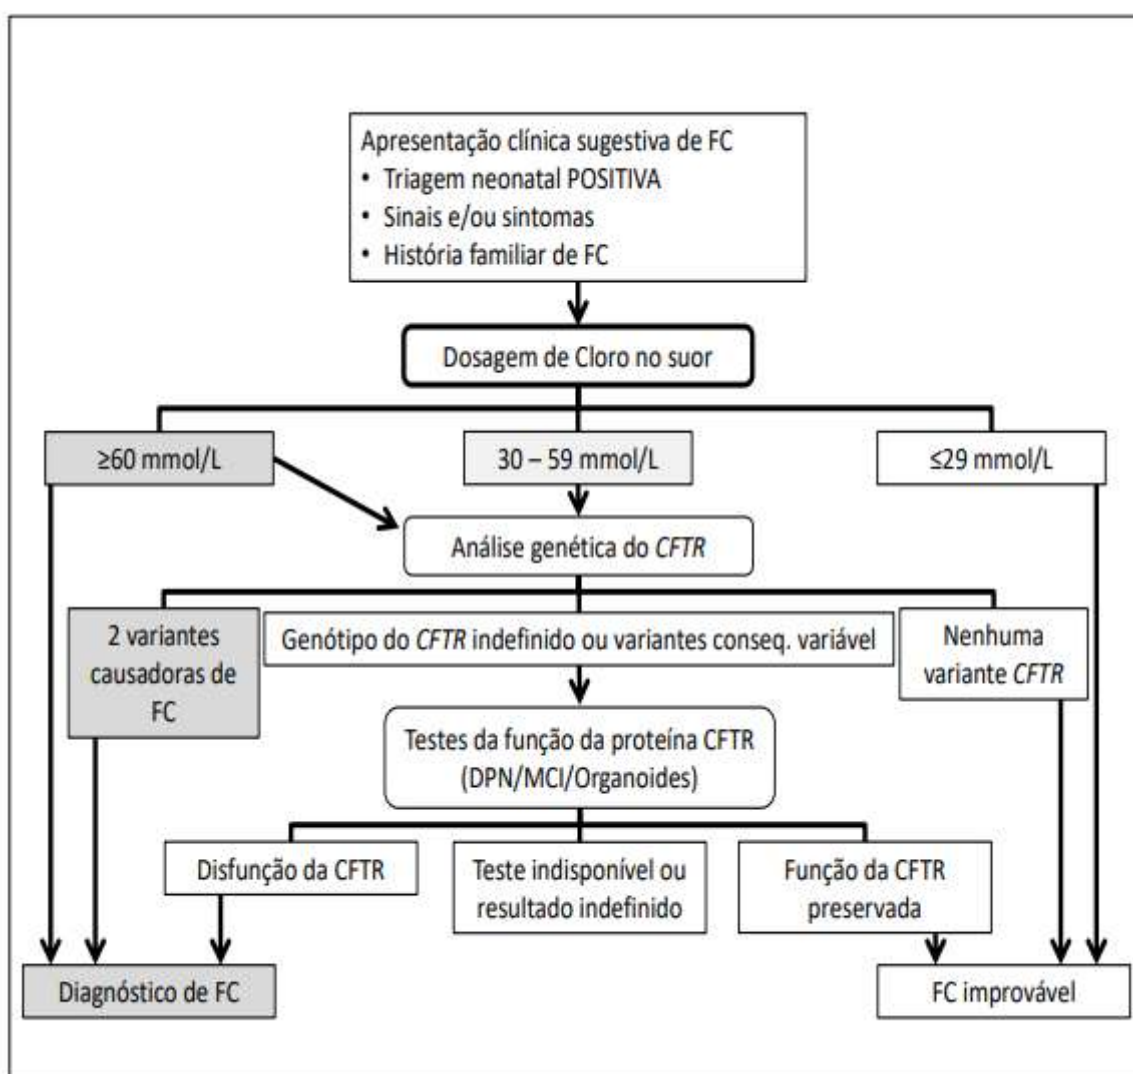 Apresentação clínica sugestiva de FC
• Triagem neonatal POSITIVA
• Sinais e/ou sintomas
• História familiar de FC
Dosagem de Cloro no suor
≥60 mmol/L
30 – 59 mmol/L
≤29 mmol/L
Análise genética do CFTR
2 variantes
causadoras de
FC
Genótipo do CFTR indefinido ou variantes conseq. variável
Nenhuma
variante CFTR
Testes da função da proteína CFTR
(DPN/MCI/Organoides)
Disfunção da CFTR
Teste indisponível ou
resultado indefinido
Função da CFTR
preservada
Diagnóstico de FC
FC improvável